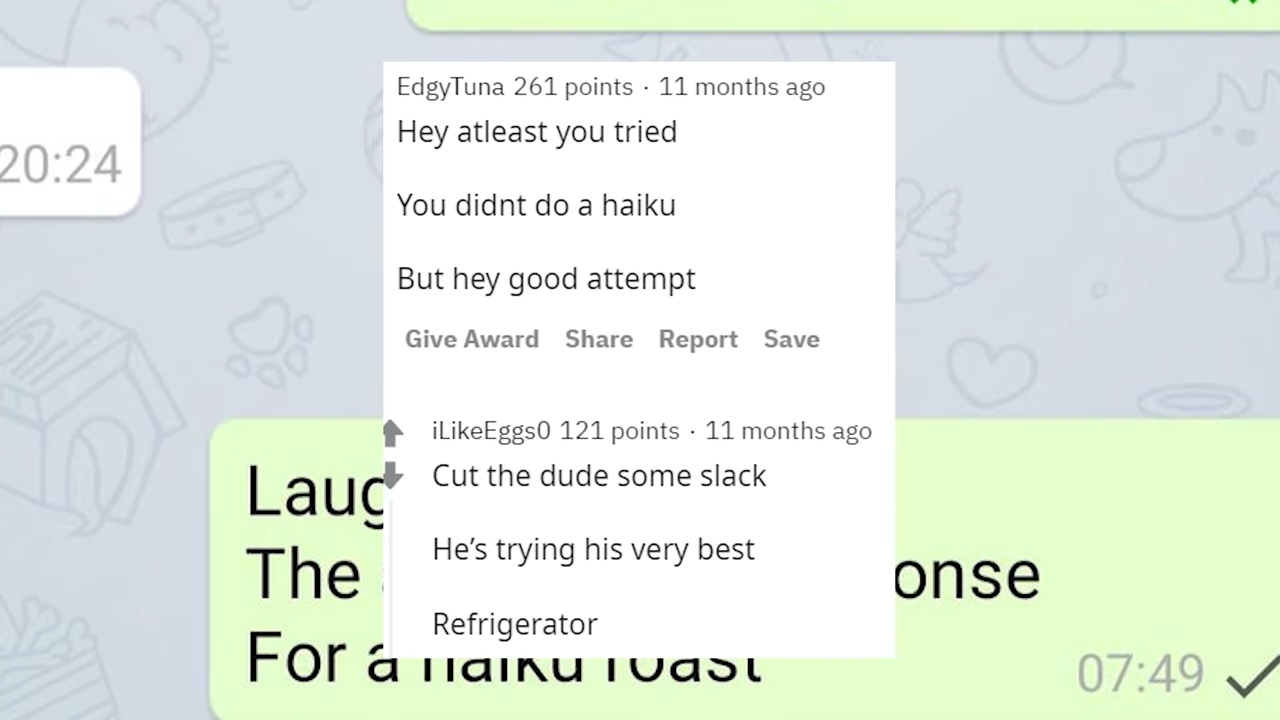 20:24
EdgyTuna 261 points · 11 months ago
Hey atleast you tried
You didnt do a haiku
But hey good attempt
Give Award Share Report Save
iLikeEggs0 121 points · 11 months ago
Cut the dude some slack
He’s trying his very best
Refrigerator
The
For a haiku roast
07:49